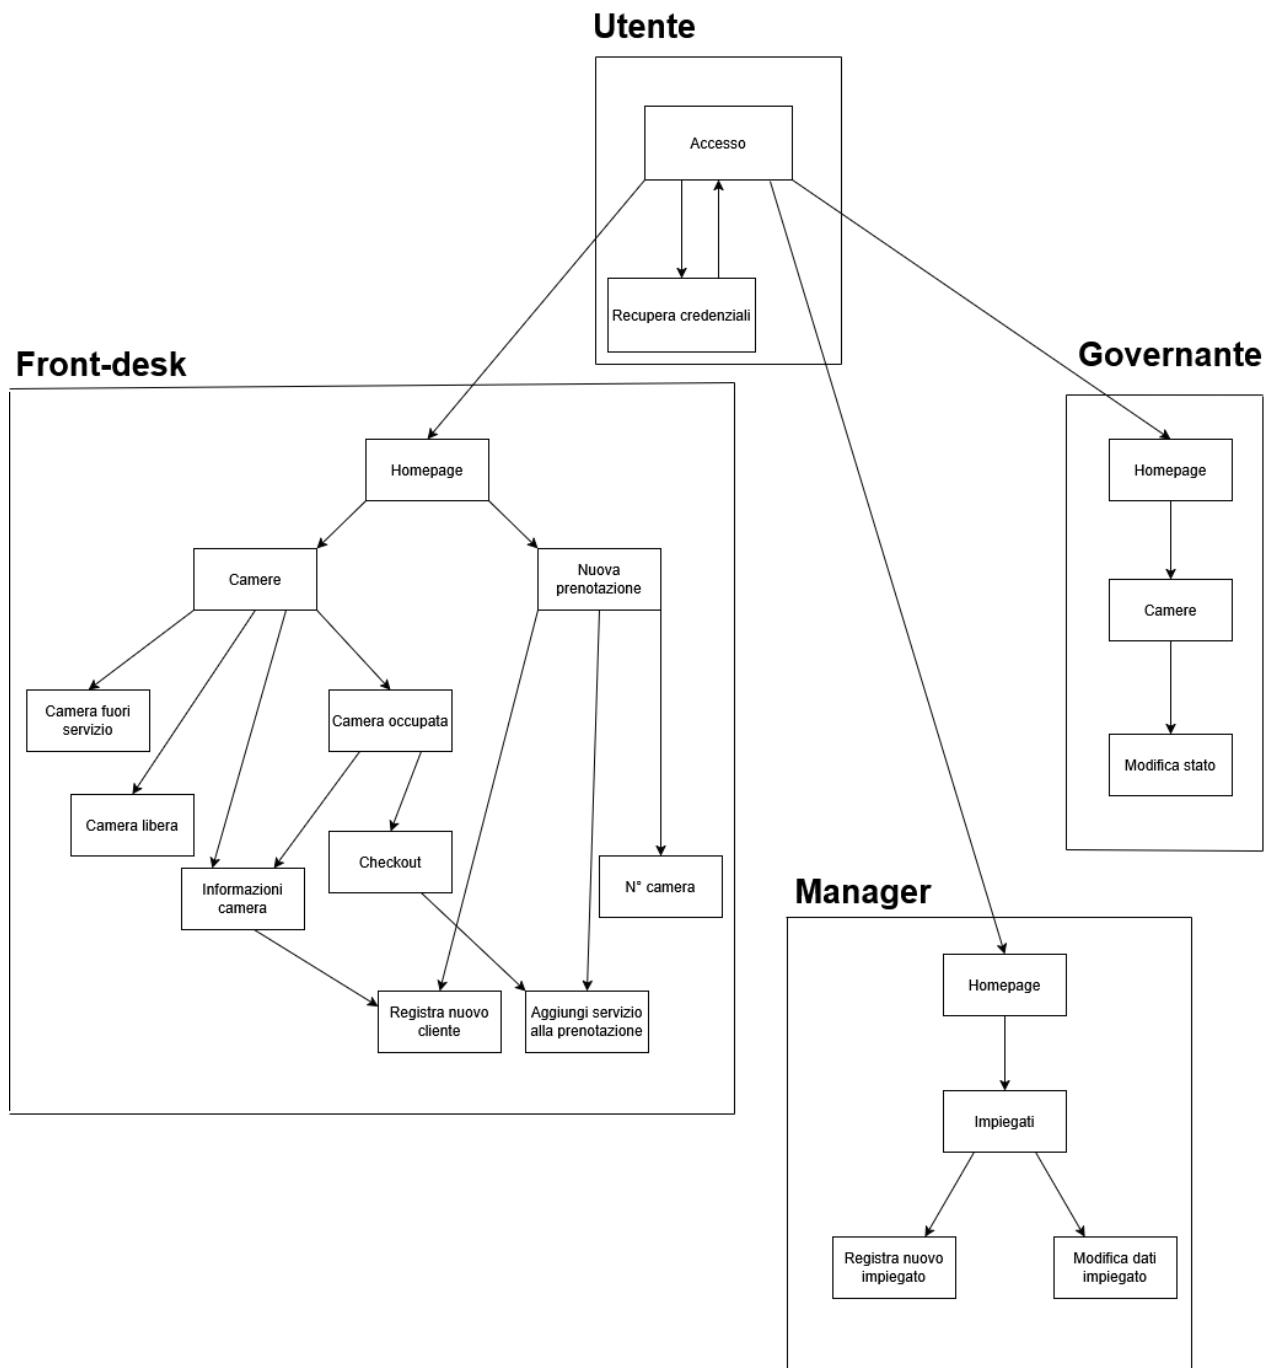 Utente
Accesso
Recupera credenziali
Front-desk
Homepage
Camere
Nuova
prenotazione
Camera fuori
servizio
Camera occupata
Camera libera
Checkout
Informazioni
camera
N° camera
Registra nuovo
cliente
Aggiungi servizio
alla prenotazione
Governante
Homepage
Camere
Modifica stato
Manager
Homepage
Impiegati
Registra nuovo
impiegato
Modifica dati
impiegato